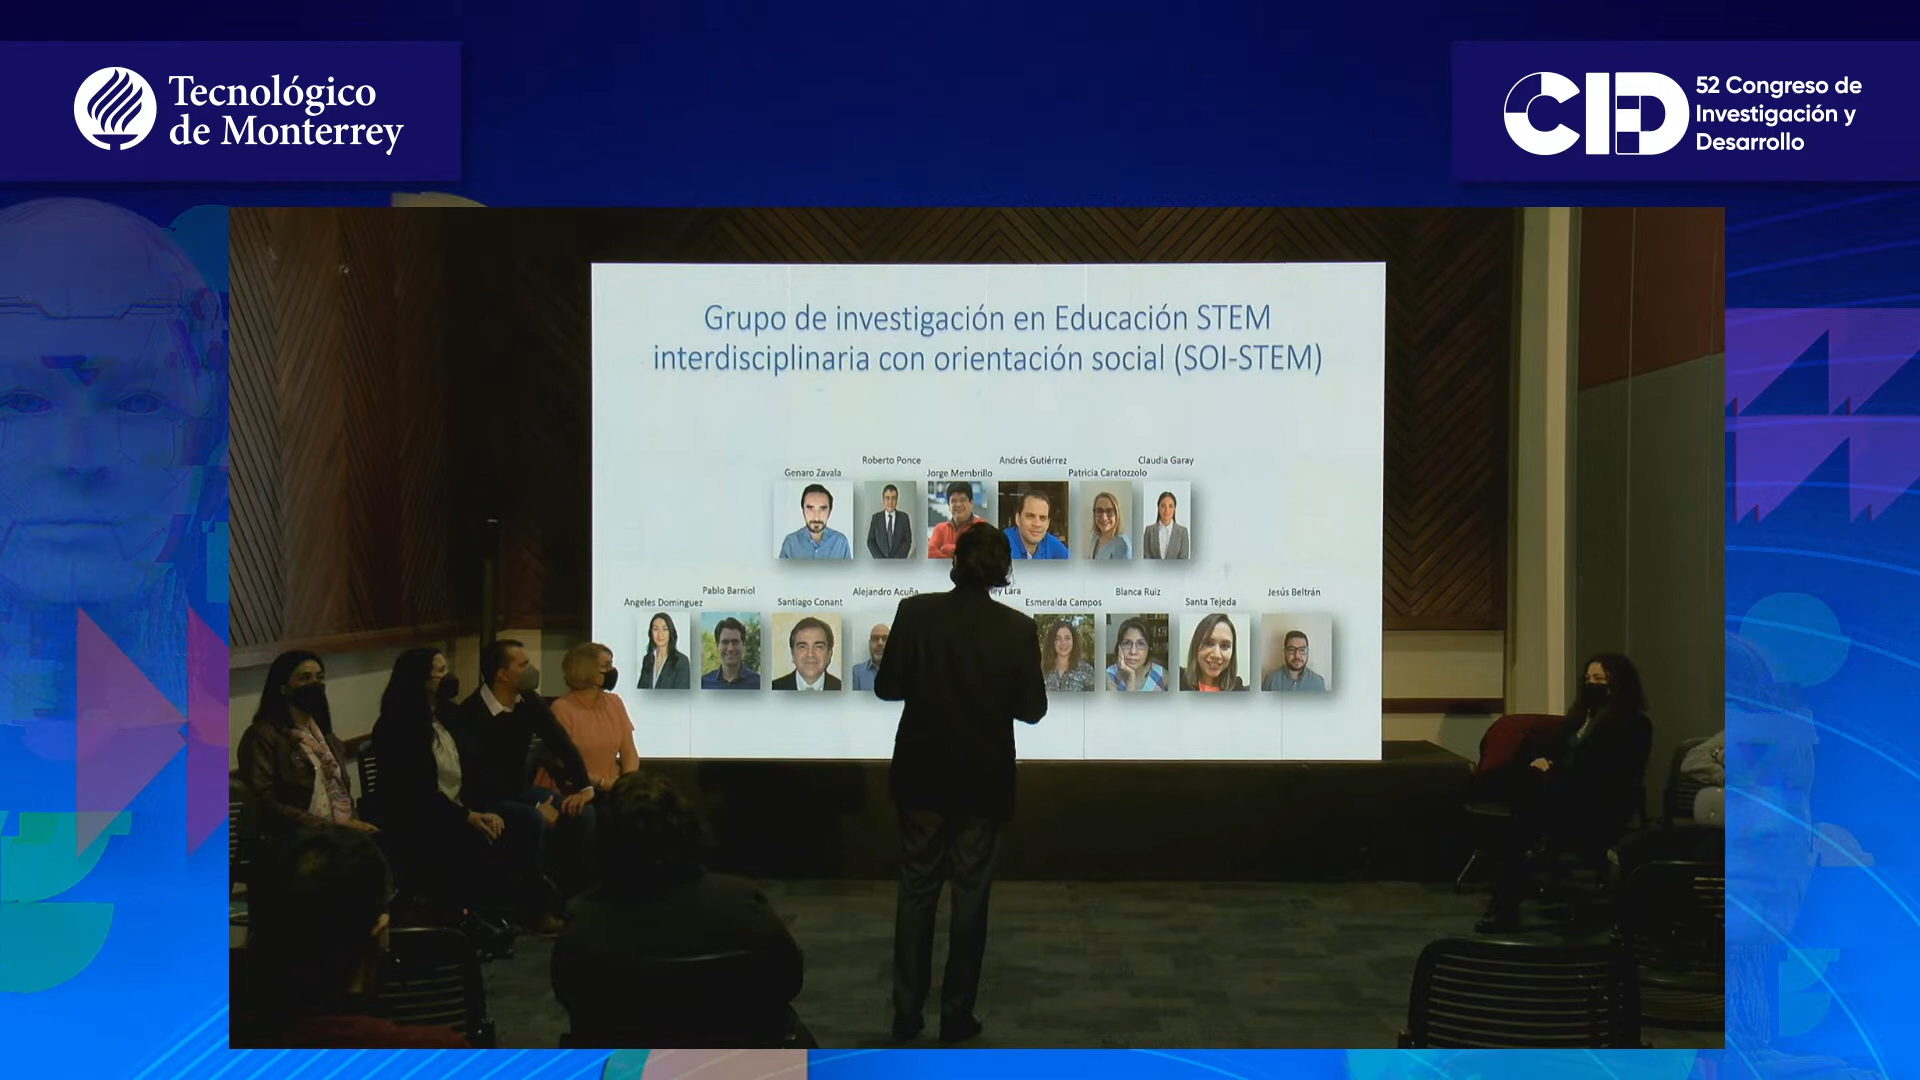 Tecnológico
de Monterrey
CID
52 Congreso de
Investigación y
Desarrollo
Grupo de investigación en Educación STEM
interdisciplinaria con orientación social (SOI-STEM)
Roberto Ponce
Andrés Gutiérrez
Claudia Garay
Genaro Zavala
Jorge Membrillo
Patricia Caratozzolo
Pablo Barniol
Alejandro Acuña
Lara
Blanca Ruiz
Jesús Beltrán
Angeles Dominguez
Santiago Conant
Esmeralda Campos
Santa Tejeda